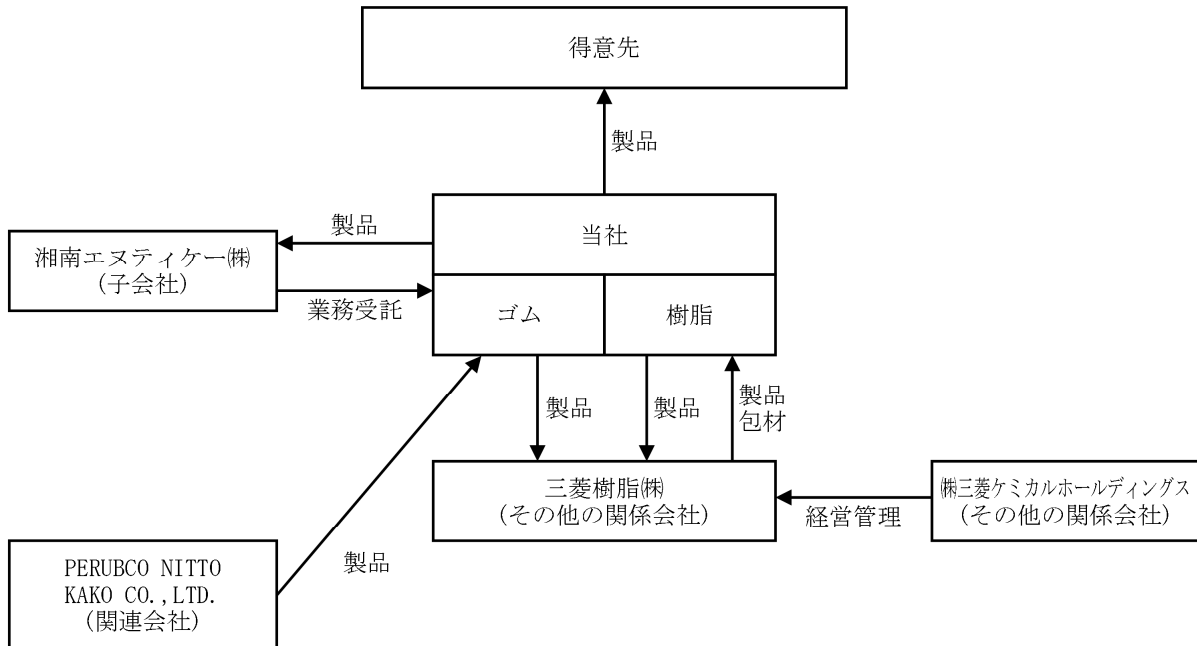 得意先
製品
当社
製品
湘南エヌティケー㈱
(子会社)
業務受託
ゴム
樹脂
製品
製品
製品
包材
三菱樹脂㈱
(その他の関係会社)
経営管理
㈱三菱ケミカルホールディングス
(その他の関係会社)
製品
PERUBCO NITTO
KAKO CO.,LTD.
(関連会社)